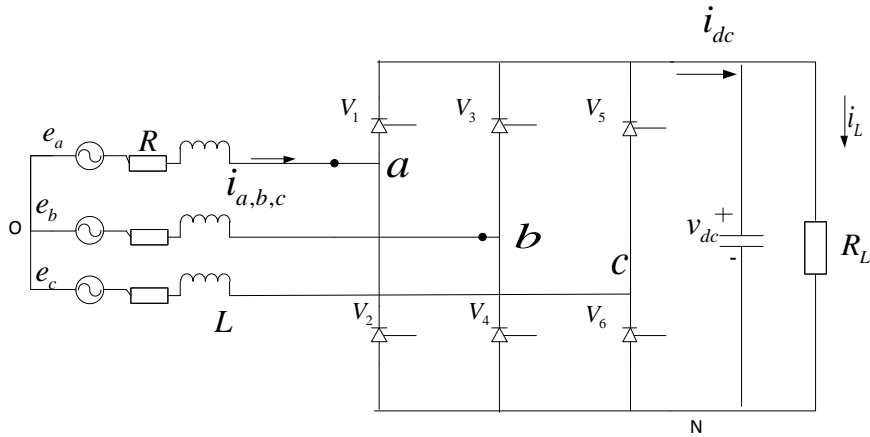 i_dc
V_1
V_3
V_5
i_L
e_a
R
a
i_a,b,c
e_b
O
b
v_dc
+
-
R_L
e_c
c
L
V_2
V_4
V_6
N